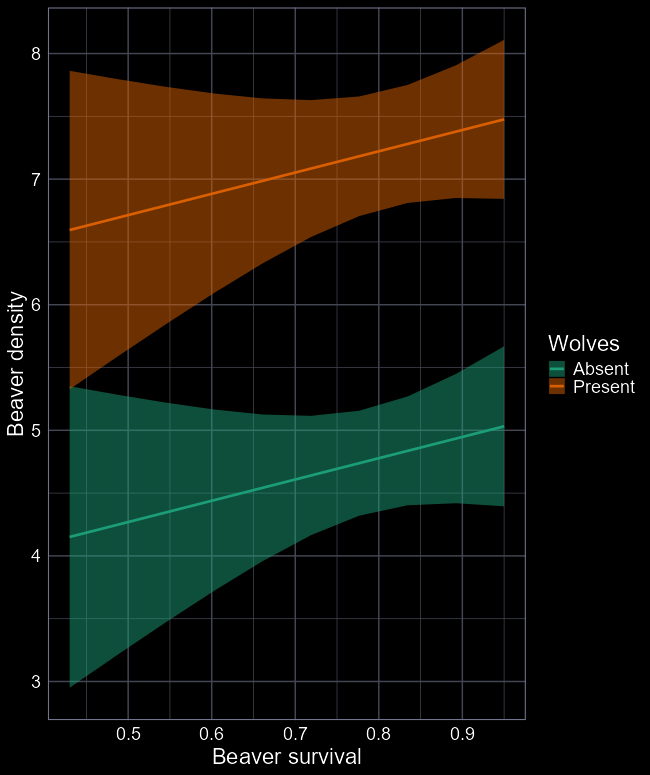 8
7
6
5
4
3
Beaver density
0.5 0.6 0.7 0.8 0.9
Beaver survival
Wolves
Absent
Present